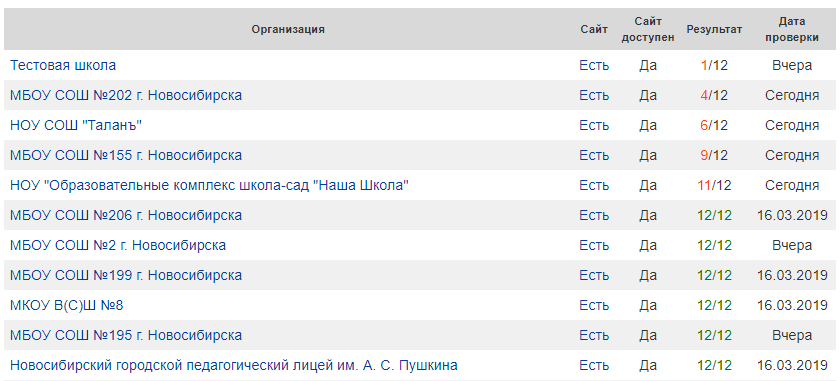 Организация Сайт Сайт доступен Результат Дата проверки
Тестовая школа Есть Да 1/12 Вчера
МБОУ СОШ №202 г. Новосибирска Есть Да 4/12 Сегодня
НОУ СОШ "Таланъ" Есть Да 6/12 Сегодня
МБОУ СОШ №155 г. Новосибирска Есть Да 9/12 Сегодня
НОУ "Образовательные комплекс школа-сад "Наша Школа" Есть Да 11/12 Сегодня
МБОУ СОШ №206 г. Новосибирска Есть Да 12/12 16.03.2019
МБОУ СОШ №2 г. Новосибирска Есть Да 12/12 Вчера
МБОУ СОШ №199 г. Новосибирска Есть Да 12/12 16.03.2019
МКОУ В(С)Ш №8 Есть Да 12/12 16.03.2019
МБОУ СОШ №195 г. Новосибирска Есть Да 12/12 Вчера
Новосибирский городской педагогический лицей им. А. С. Пушкина Есть Да 12/12 16.03.2019